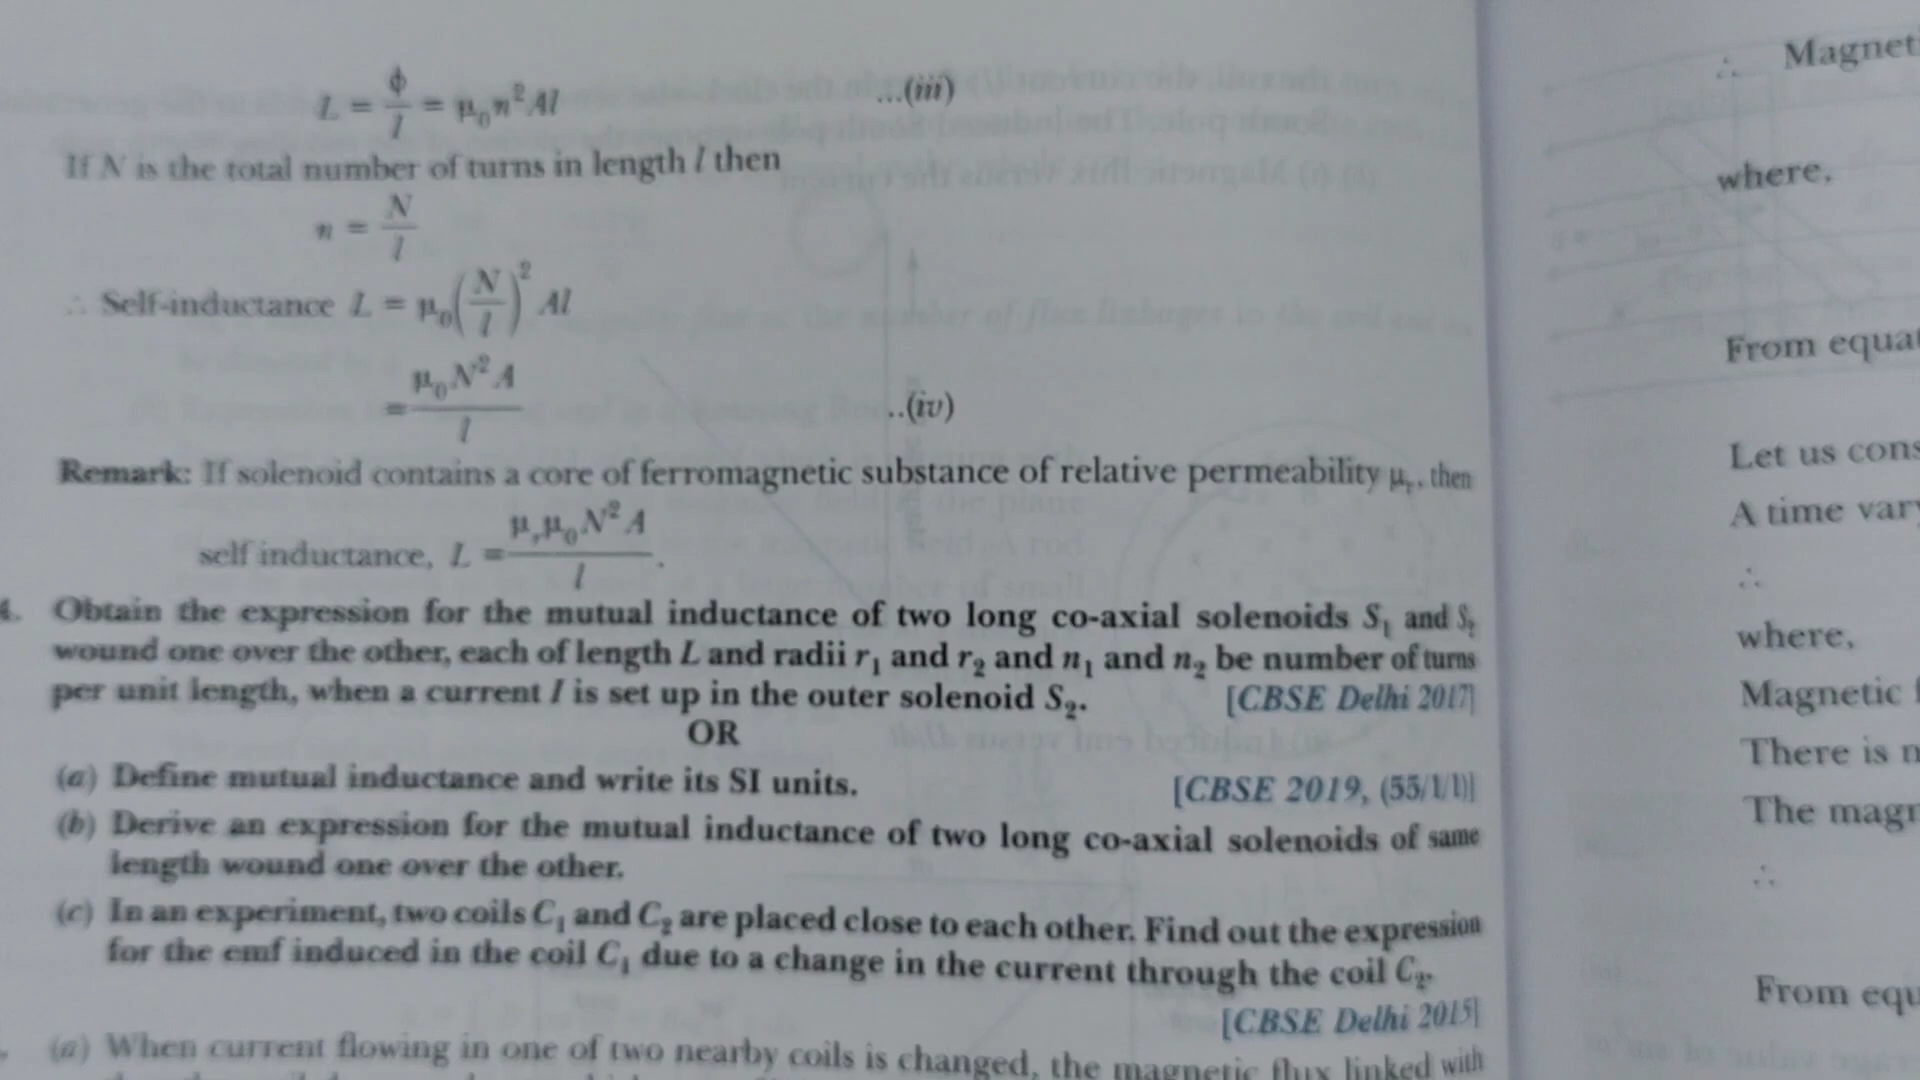 L = ϕ/l = μ₀n²Al ...(iii)
If N is the total number of turns in length l then
n = N/l
∴ Self-inductance L = μ₀(N/l)² Al
= μ₀N²A/l ..(iv)
Remark: If solenoid contains a core of ferromagnetic substance of relative permeability μᵣ, then
self inductance, L = μᵣμ₀N²A/l.
4. Obtain the expression for the mutual inductance of two long co-axial solenoids S₁ and S₂
wound one over the other, each of length L and radii r₁ and r₂ and n₁ and n₂ be number of turns
per unit length, when a current I is set up in the outer solenoid S₂. [CBSE Delhi 2017]
OR
(a) Define mutual inductance and write its SI units. [CBSE 2019, (55/1/1)]
(b) Derive an expression for the mutual inductance of two long co-axial solenoids of same
length wound one over the other.
(c) In an experiment, two coils C₁ and C₂ are placed close to each other. Find out the expression
for the emf induced in the coil C₁ due to a change in the current through the coil C₂.
[CBSE Delhi 2015]
(a) When current flowing in one of two nearby coils is changed, the magnetic flux linked with
∴ Magnet
where,
From equa
Let us cons
A time vary
∴
where,
Magnetic f
There is n
The magn
∴
From equ